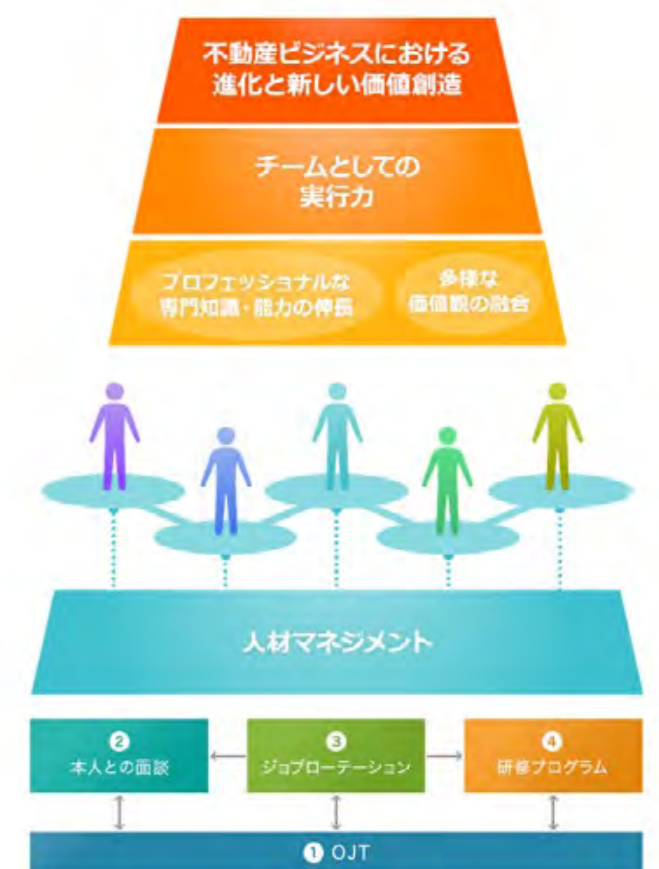 不動産ビジネスにおける
進化と新しい価値創造
チームとしての
実行力
プロフェッショナルな
専門知識・能力の伸長
多様な
価値観の融合
人材マネジメント
2
本人との面談
3
ジョブローテーション
4
研修プログラム
1 OJT